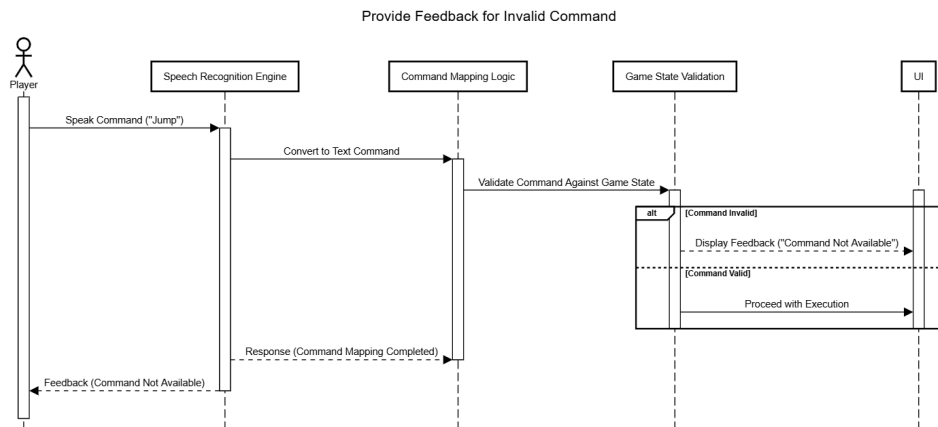 Provide Feedback for Invalid Command
Player
Speech Recognition Engine
Command Mapping Logic
Game State Validation
UI
Speak Command ("Jump")
Convert to Text Command
Validate Command Against Game State
alt
[Command Invalid]
Display Feedback ("Command Not Available")
[Command Valid]
Proceed with Execution
Response (Command Mapping Completed)
Feedback (Command Not Available)